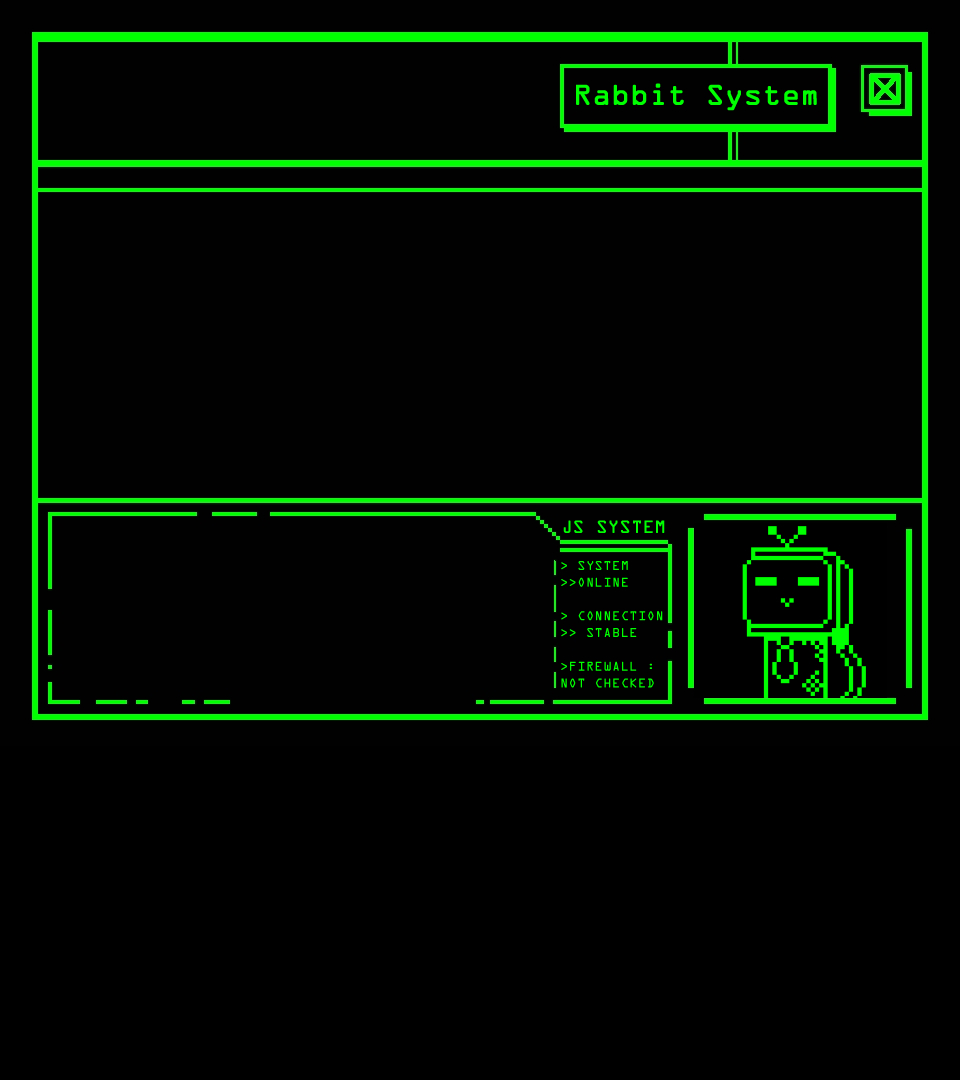 Rabbit System
JS SYSTEM
> SYSTEM
>>ONLINE
> CONNECTION
>> STABLE
>FIREWALL :
NOT CHECKED